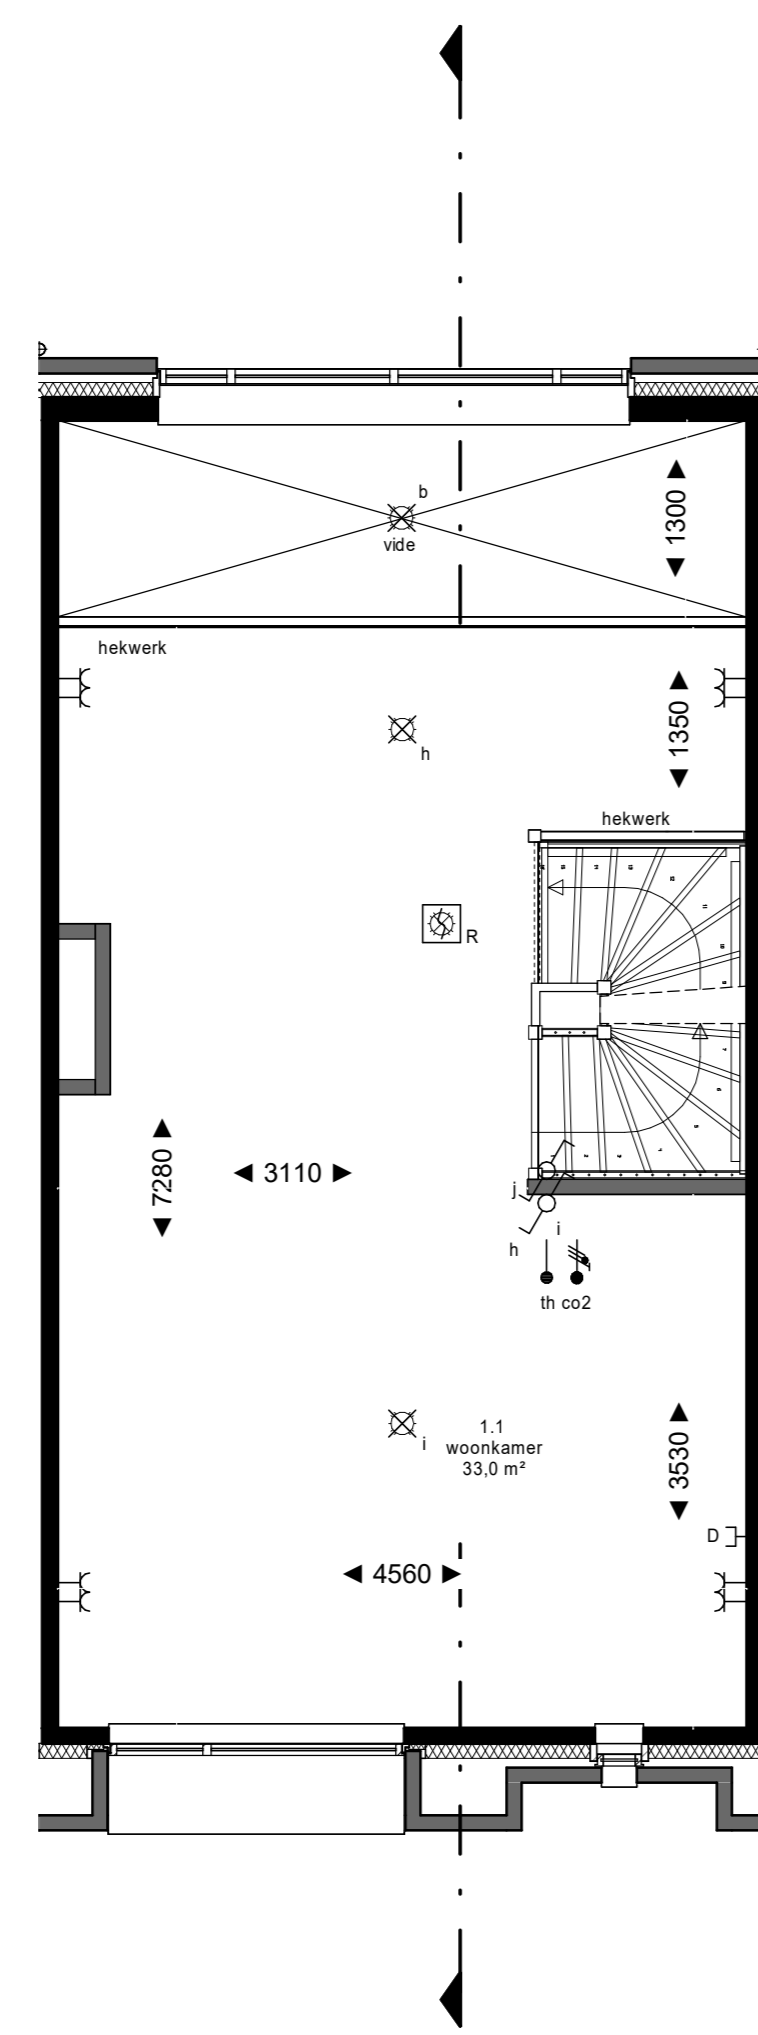 b
vide
1300
hekwerk
1350
h
hekwerk
R
7280
3110
j
i
h
th co2
i
1.1
woonkamer
33,0 m²
3530
D
4560